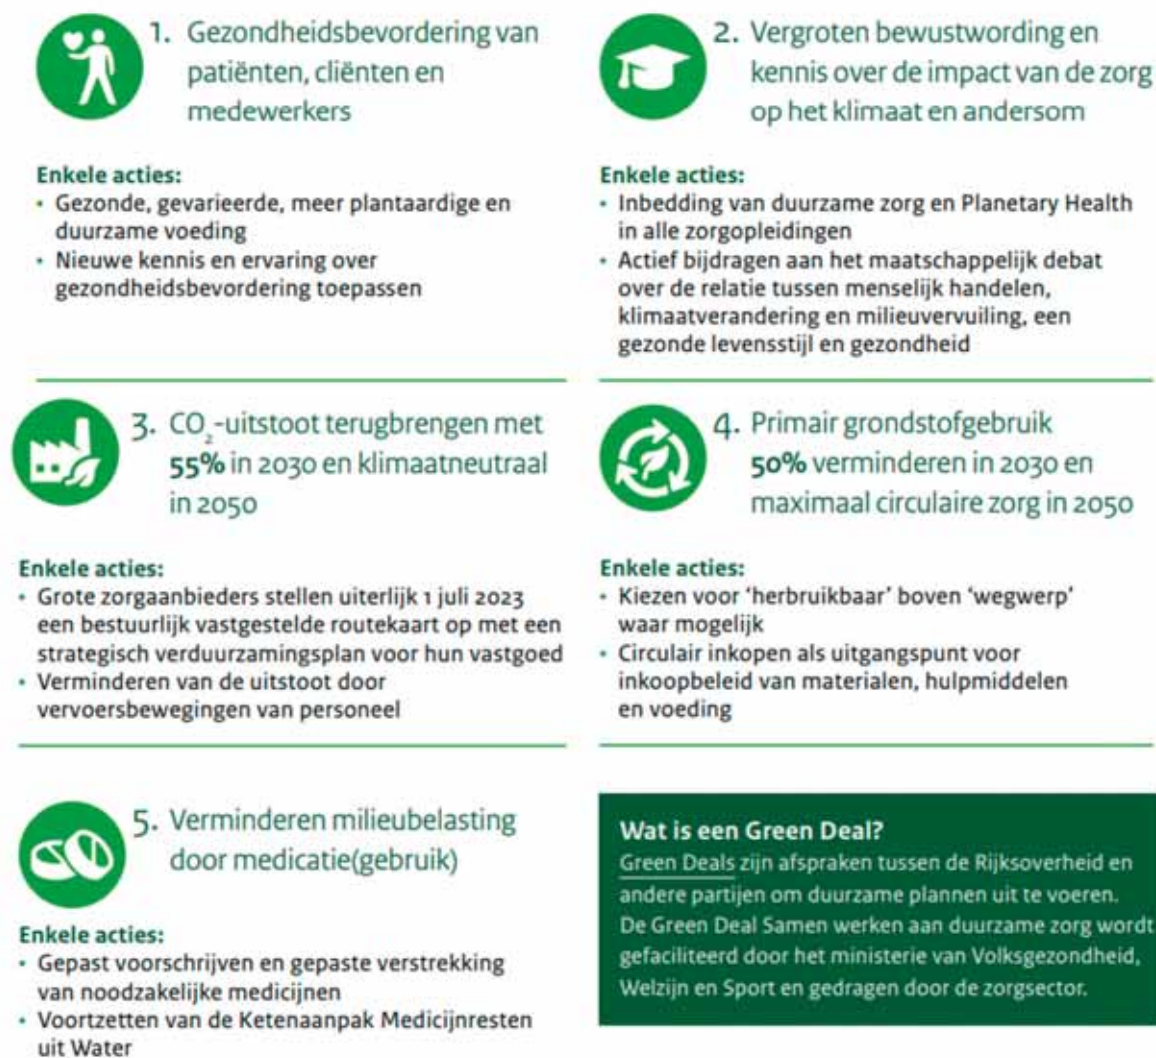 1. Gezondheidsbevordering van
patiënten, cliënten en
medewerkers
Enkele acties:
• Gezonde, gevarieerde, meer plantaardige en
duurzame voeding
• Nieuwe kennis en ervaring over
gezondheidsbevordering toepassen
2. Vergroten bewustwording en
kennis over de impact van de zorg
op het klimaat en andersom
Enkele acties:
• Inbedding van duurzame zorg en Planetary Health
in alle zorgopleidingen
• Actief bijdragen aan het maatschappelijk debat
over de relatie tussen menselijk handelen,
klimaatverandering en milieuvervuiling, een
gezonde levensstijl en gezondheid
3. CO₂-uitstoot terugbrengen met
55% in 2030 en klimaatneutraal
in 2050
Enkele acties:
• Grote zorgaanbieders stellen uiterlijk 1 juli 2023
een bestuurlijk vastgestelde routekaart op met een
strategisch verduurzamingsplan voor hun vastgoed
• Verminderen van de uitstoot door
vervoersbewegingen van personeel
4. Primair grondstofgebruik
50% verminderen in 2030 en
maximaal circulaire zorg in 2050
Enkele acties:
• Kiezen voor ‘herbruikbaar’ boven ‘wegwerp’
waar mogelijk
• Circulair inkopen als uitgangspunt voor
inkoopbeleid van materialen, hulpmiddelen
en voeding
5. Verminderen milieubelasting
door medicatie(gebruik)
Enkele acties:
• Gepast voorschrijven en gepaste verstrekking
van noodzakelijke medicijnen
• Voortzetten van de Ketenaanpak Medicijnresten
uit Water
Wat is een Green Deal?
Green Deals zijn afspraken tussen de Rijksoverheid en
andere partijen om duurzame plannen uit te voeren.
De Green Deal Samen werken aan duurzame zorg wordt
gefaciliteerd door het ministerie van Volksgezondheid,
Welzijn en Sport en gedragen door de zorgsector.